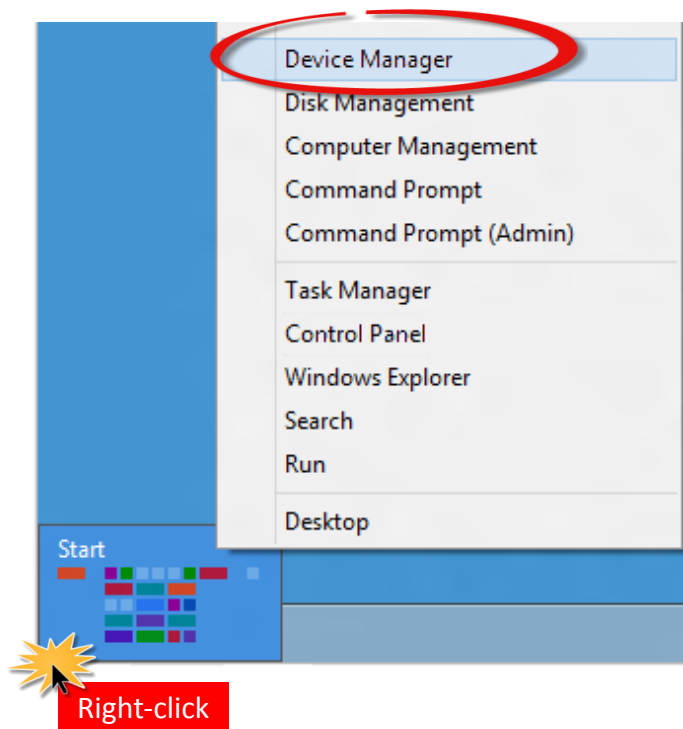 Device Manager
Disk Management
Computer Management
Command Prompt
Command Prompt (Admin)
Task Manager
Control Panel
Windows Explorer
Search
Run
Desktop
Start
Right-click